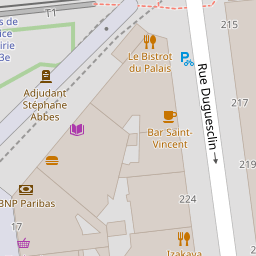 T1
215
Le Bistrot
du Palais
3e
Rue Duguesclin
Adjudant
Stéphane
Abbes
217
Bar Saint-
Vincent
BNP Paribas
224
17
219
Izakaya